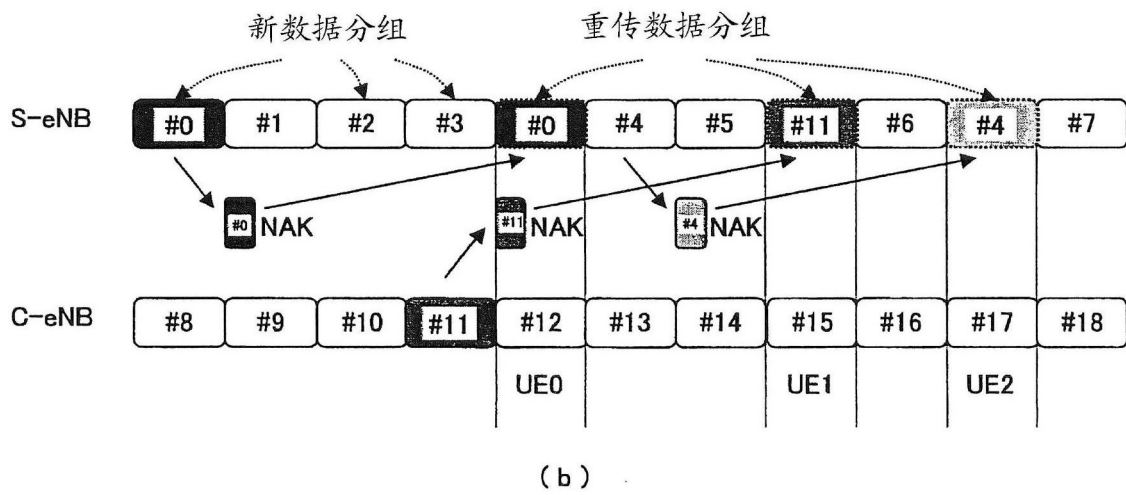 新数据分组 重传数据分组
S-eNB #0 #1 #2 #3 #0 #4 #5 #11 #6 #4 #7
#0 NAK #11 NAK #4 NAK
C-eNB #8 #9 #10 #11 #12 #13 #14 #15 #16 #17 #18
UE0 UE1 UE2
(b)